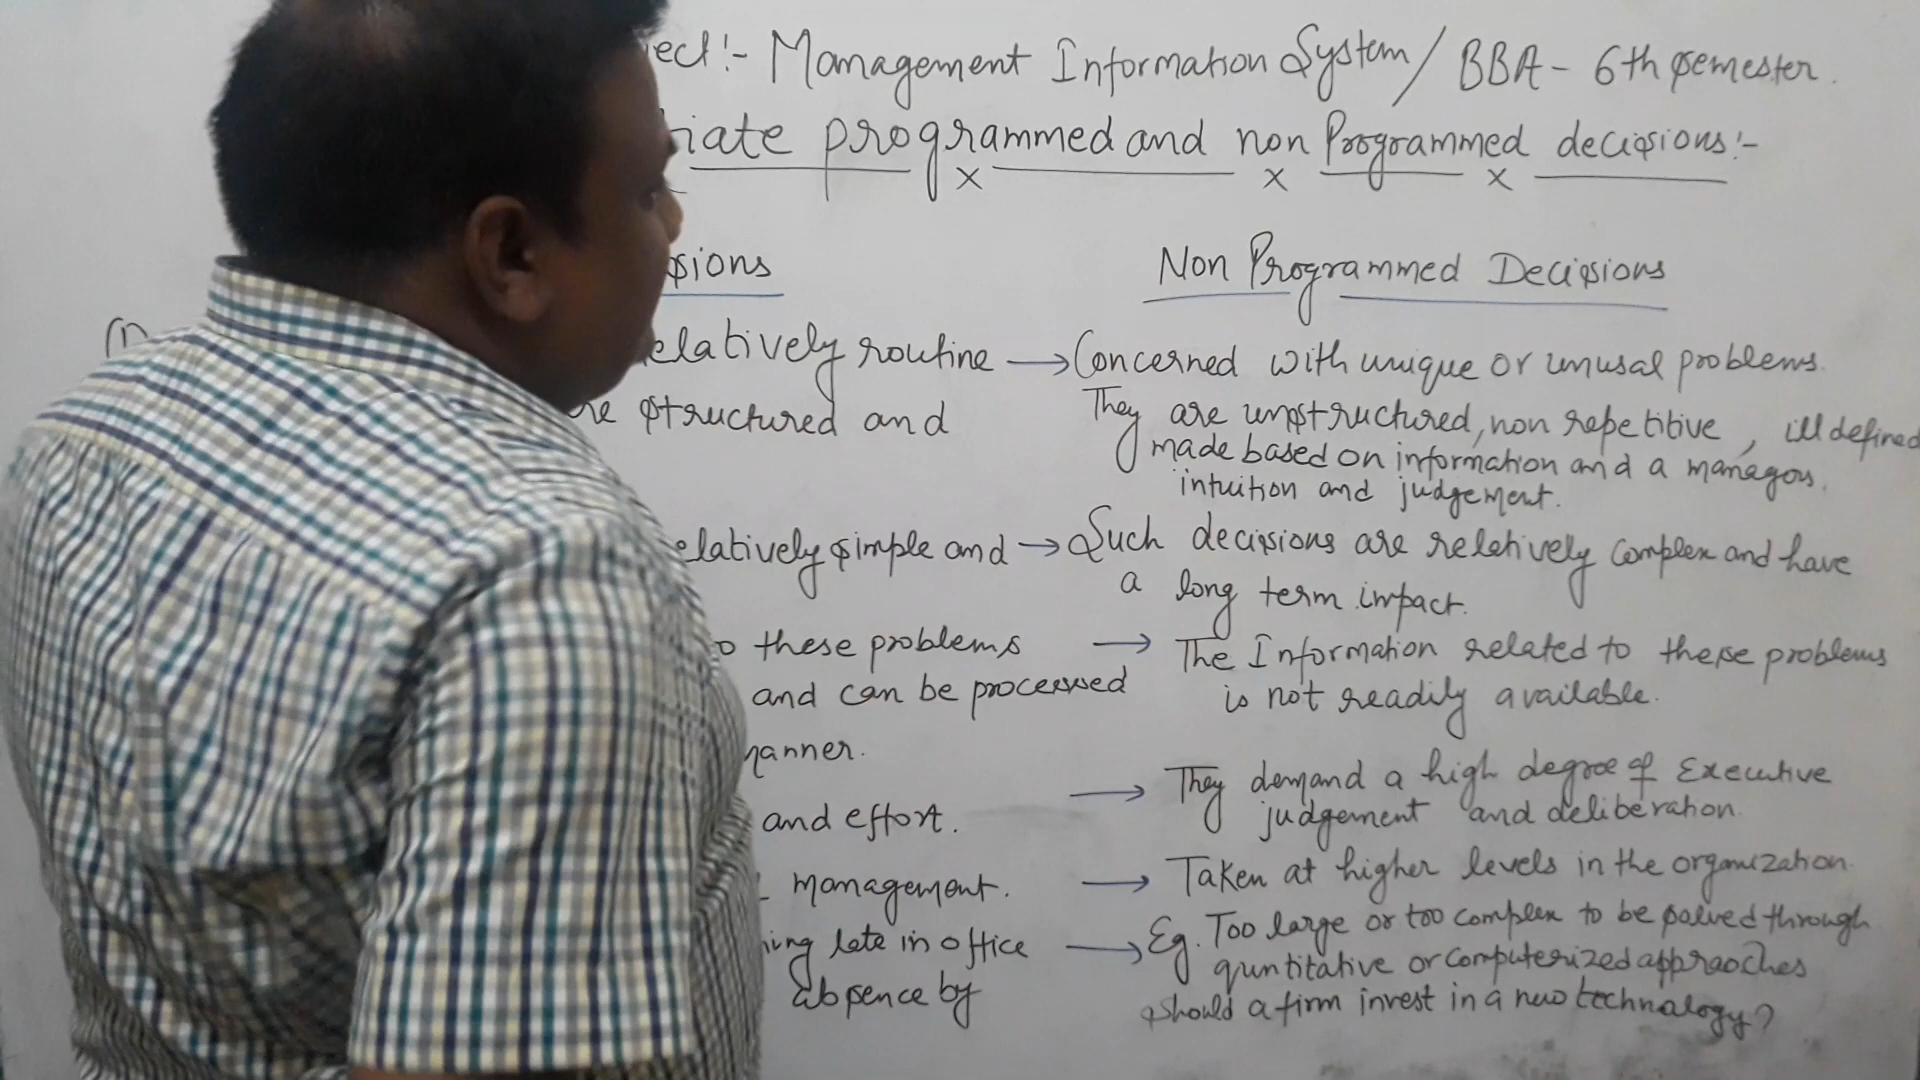 ect :- Management Information System / BBA - 6th semester.
tiate programmed and non Programmed decisions :-
sions
Non Programmed Decisions
(1)
elatively routine → Concerned with unique or unusual problems.
re structured and
They are unstructured, non repetitive, ill defined
made based on information and a managers.
intuition and judgement.
elatively simple and → Such decisions are relatively complex and have
a long term impact.
o these problems → The Information related to these problems
and can be processed
is not readily available.
manner.
→ They demand a high degree of Executive
and effort.
judgement and deliberation.
management. → Taken at higher levels in the organization.
ing late in office → Eg. Too large or too complex to be solved through
quntitative or computerized appraoches
absence by
should a firm invest in a new technology?